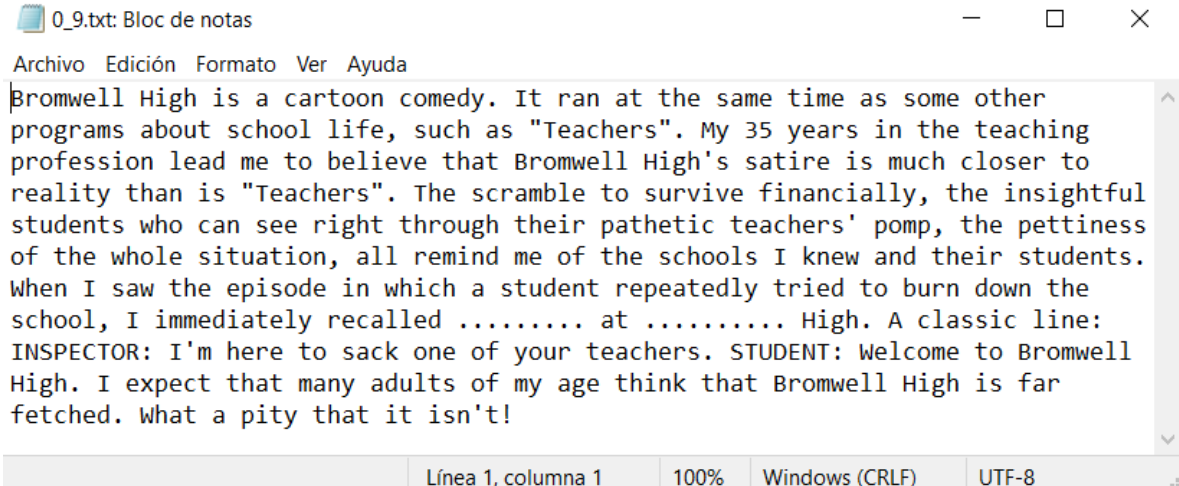 0_9.txt: Bloc de notas
Archivo Edición Formato Ver Ayuda
Bromwell High is a cartoon comedy. It ran at the same time as some other
programs about school life, such as "Teachers". My 35 years in the teaching
profession lead me to believe that Bromwell High's satire is much closer to
reality than is "Teachers". The scramble to survive financially, the insightful
students who can see right through their pathetic teachers' pomp, the pettiness
of the whole situation, all remind me of the schools I knew and their students.
When I saw the episode in which a student repeatedly tried to burn down the
school, I immediately recalled ......... at .......... High. A classic line:
INSPECTOR: I'm here to sack one of your teachers. STUDENT: Welcome to Bromwell
High. I expect that many adults of my age think that Bromwell High is far
fetched. What a pity that it isn't!
Línea 1, columna 1 100% Windows (CRLF) UTF-8